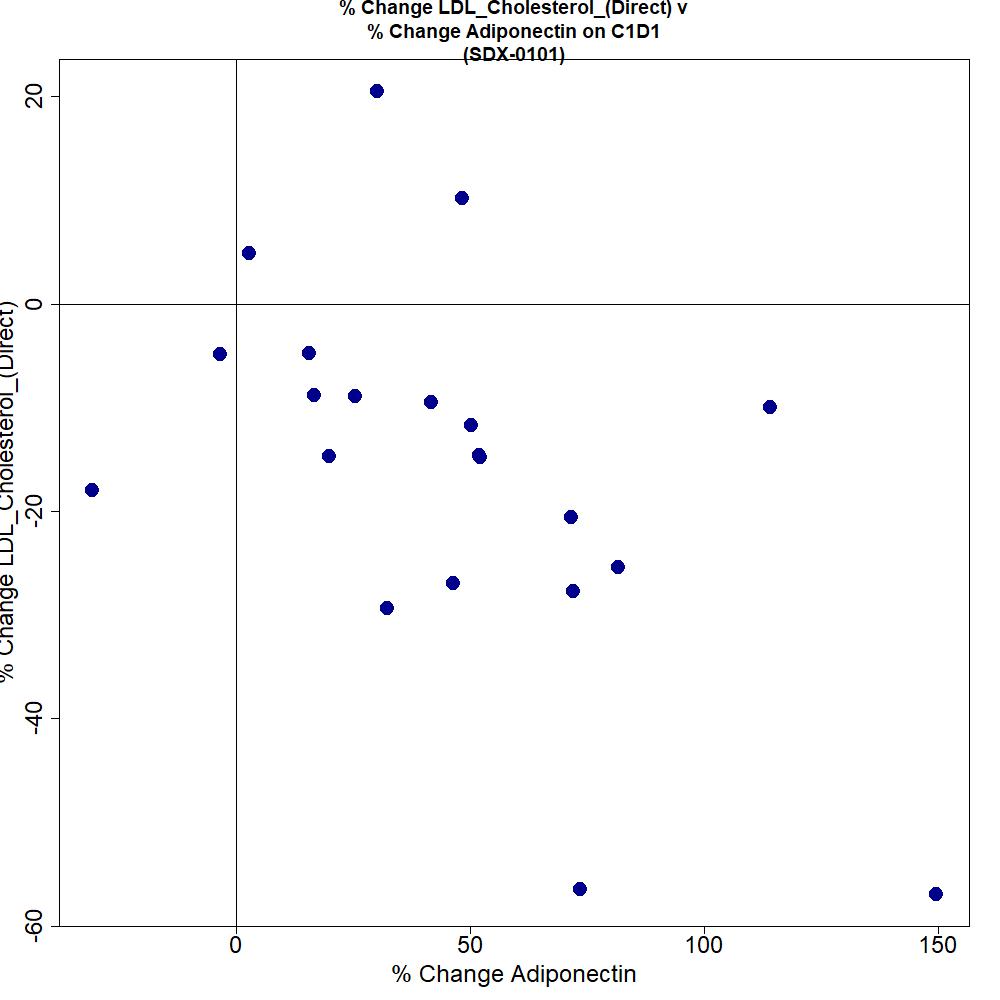 % Change LDL_Cholesterol_(Direct) v
% Change Adiponectin on C1D1
(SDX-0101)
% Change LDL_Cholesterol_(Direct)
20
0
-20
-40
-60
0
50
100
150
% Change Adiponectin